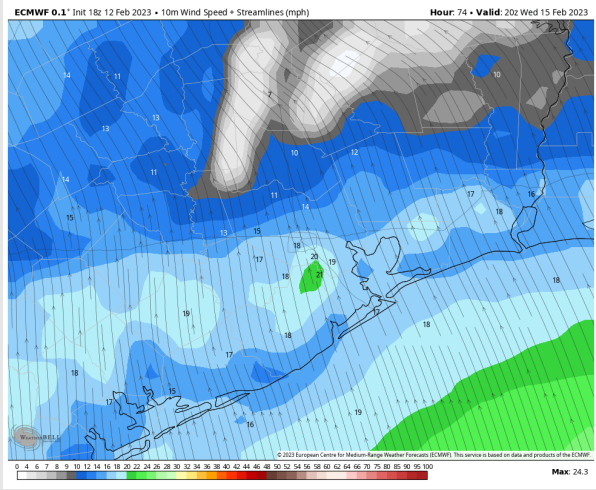 ECMWF 0.1° Init 18z 12 Feb 2023 • 10m Wind Speed + Streamlines (mph) Hour: 74 • Valid: 20z Wed 15 Feb 2023
14 11 10
7
13 13
10 12
11
14 11 17 16
15 14 18
13 15
18
17 20 19
18 21 18
19 17
18 18
17
18
17 15
19
16
WeatherBELL
© 2023 European Centre for Medium-Range Weather Forecasts (ECMWF). This service is based on data and products of the ECMWF.
0 4 6 7 8 9 10 12 14 16 18 20 21 22 24 25 26 28 30 32 34 35 36 38 40 42 44 46 48 50 52 54 56 58 60 62 64 66 70 75 80 85 90 95 100 Max: 24.3